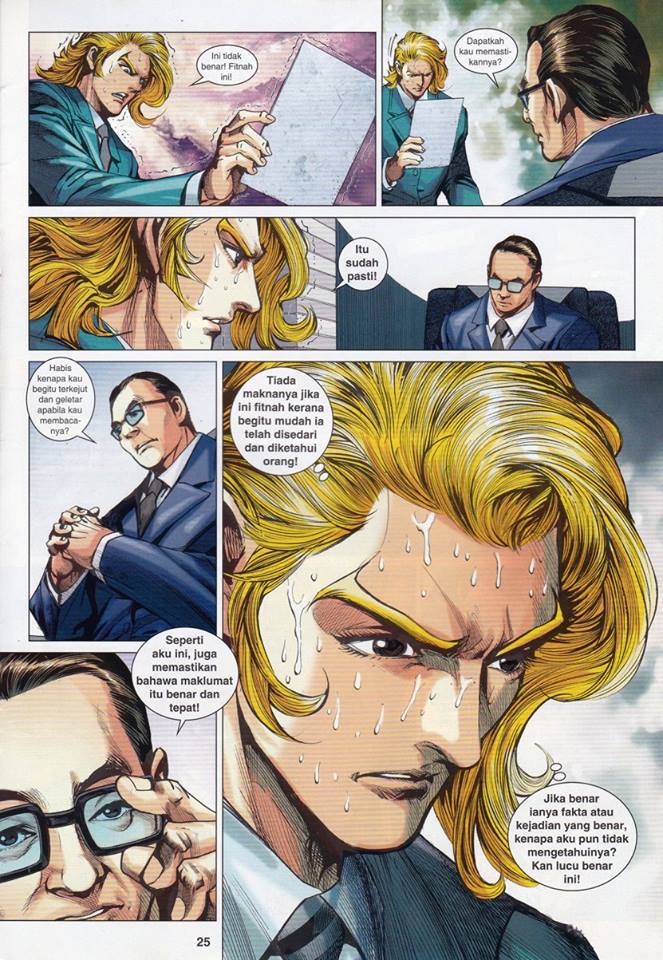 Ini tidak
benar! Fitnah
ini!
Dapatkah
kau memasti-
kannya?
Itu
sudah
pasti!
Habis
kenapa kau
begitu terkejut
dan geletar
apabila kau
membaca-
nya?
Tiada
maknanya jika
ini fitnah kerana
begitu mudah ia
telah disedari
dan diketahui
orang!
Seperti
aku ini, juga
memastikan
bahawa maklumat
itu benar dan
tepat!
Jika benar
ianya fakta atau
kejadian yang benar,
kenapa aku pun tidak
mengetahuinya?
Kan lucu benar
ini!
25